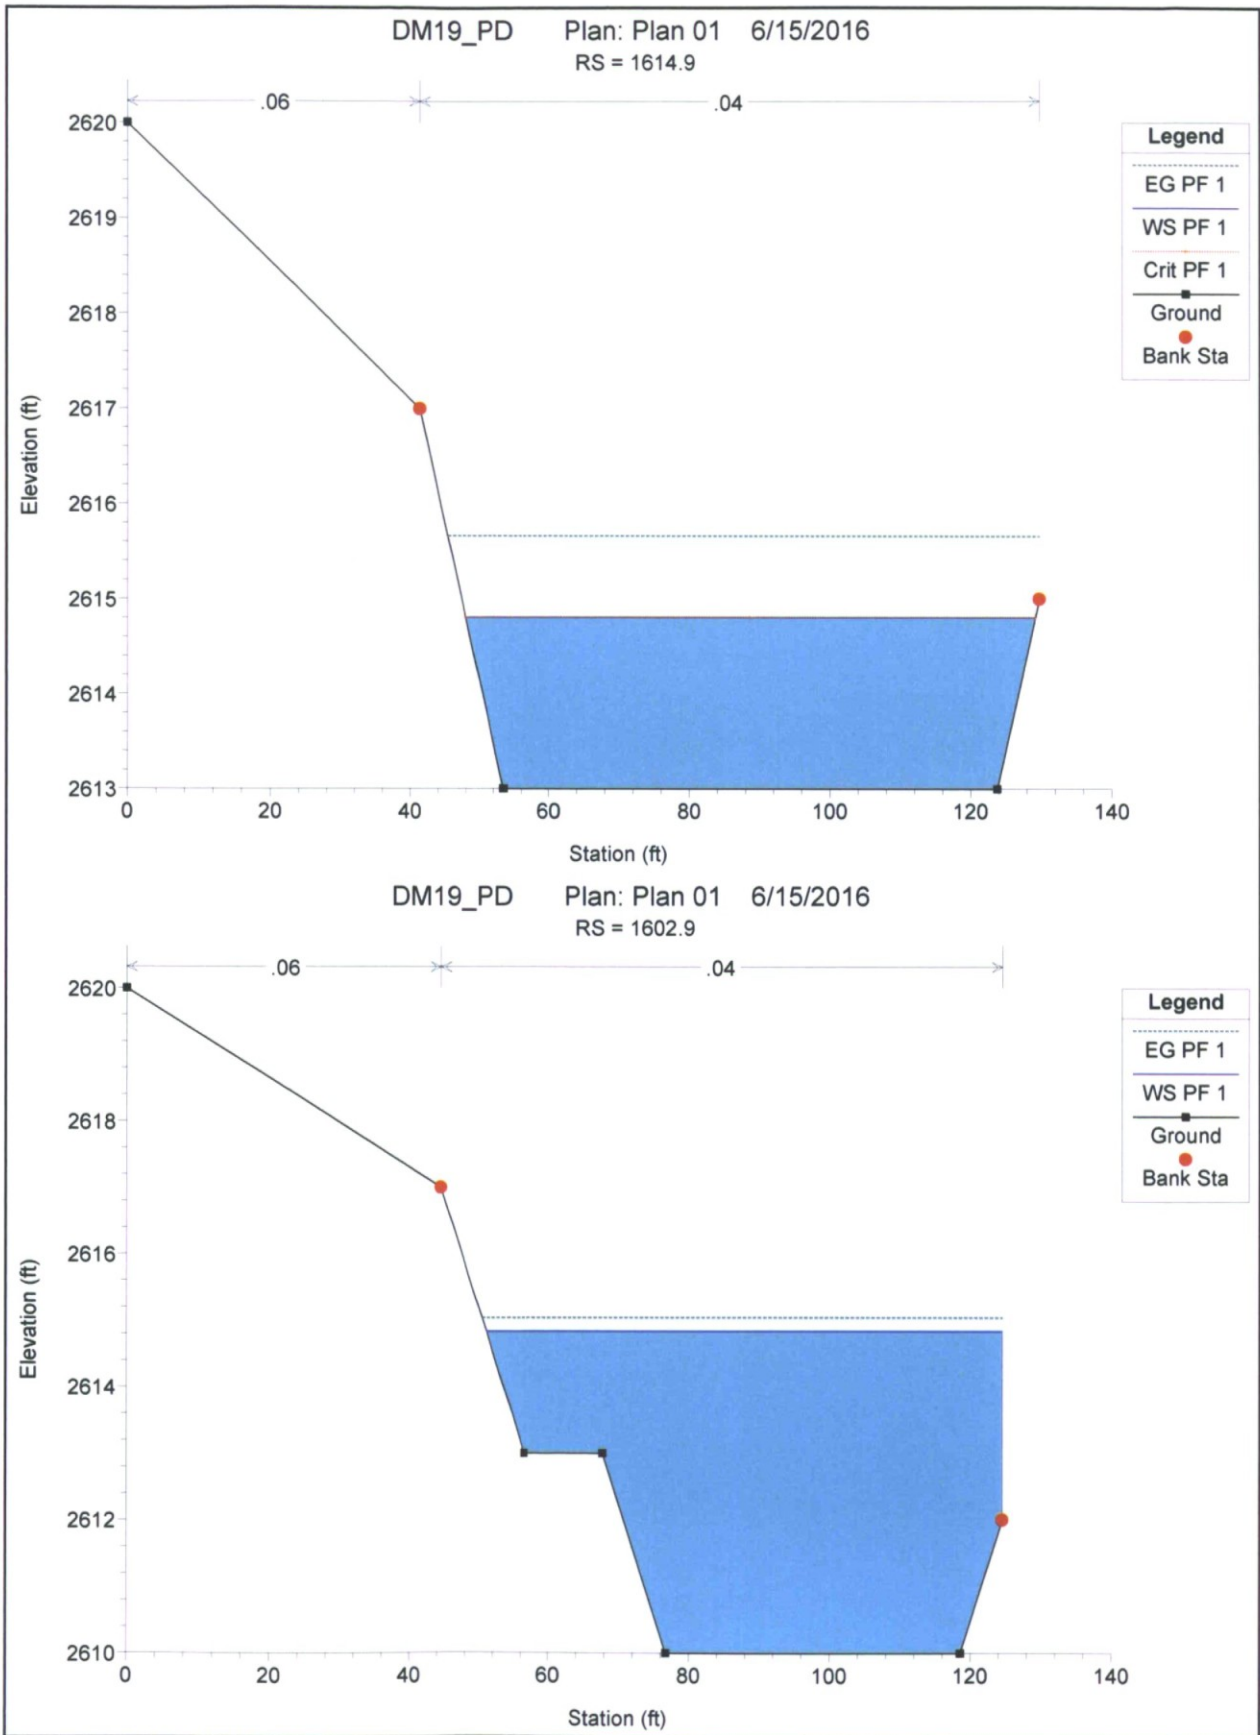 DM19_PD Plan: Plan 01 6/15/2016
RS = 1614.9
.06 .04
Legend
EG PF 1
WS PF 1
Crit PF 1
Ground
Bank Sta
Elevation (ft)
2620
2619
2618
2617
2616
2615
2614
2613
0 20 40 60 80 100 120 140
Station (ft)
DM19_PD Plan: Plan 01 6/15/2016
RS = 1602.9
.06 .04
Legend
EG PF 1
WS PF 1
Ground
Bank Sta
Elevation (ft)
2620
2618
2616
2614
2612
2610
0 20 40 60 80 100 120 140
Station (ft)